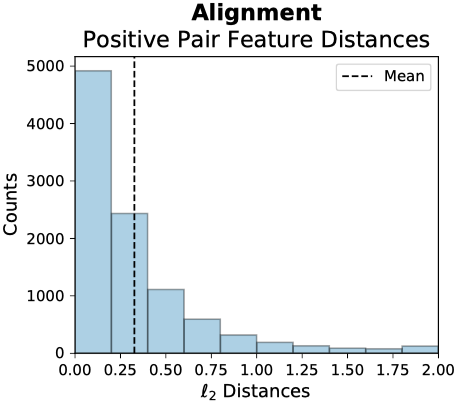 Alignment
Positive Pair Feature Distances
Mean
Counts
5000
4000
3000
2000
1000
0
0.00 0.25 0.50 0.75 1.00 1.25 1.50 1.75 2.00
ℓ₂ Distances